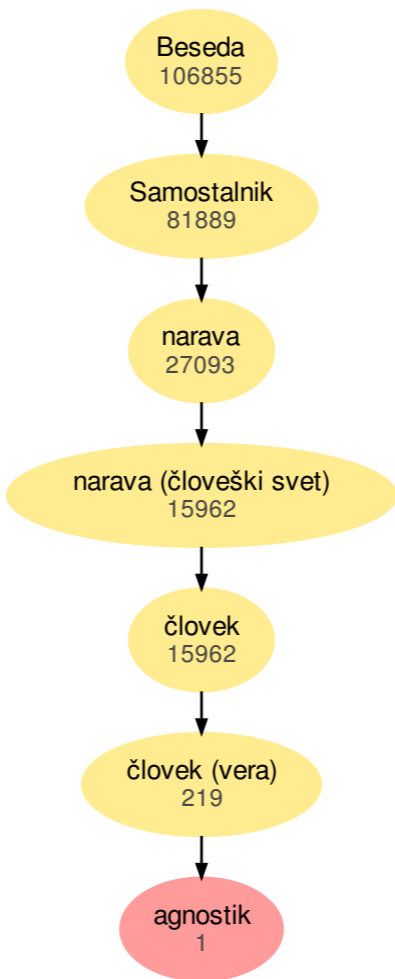 Beseda
106855
Samostalnik
81889
narava
27093
narava (človeški svet)
15962
človek
15962
človek (vera)
219
agnostik
1